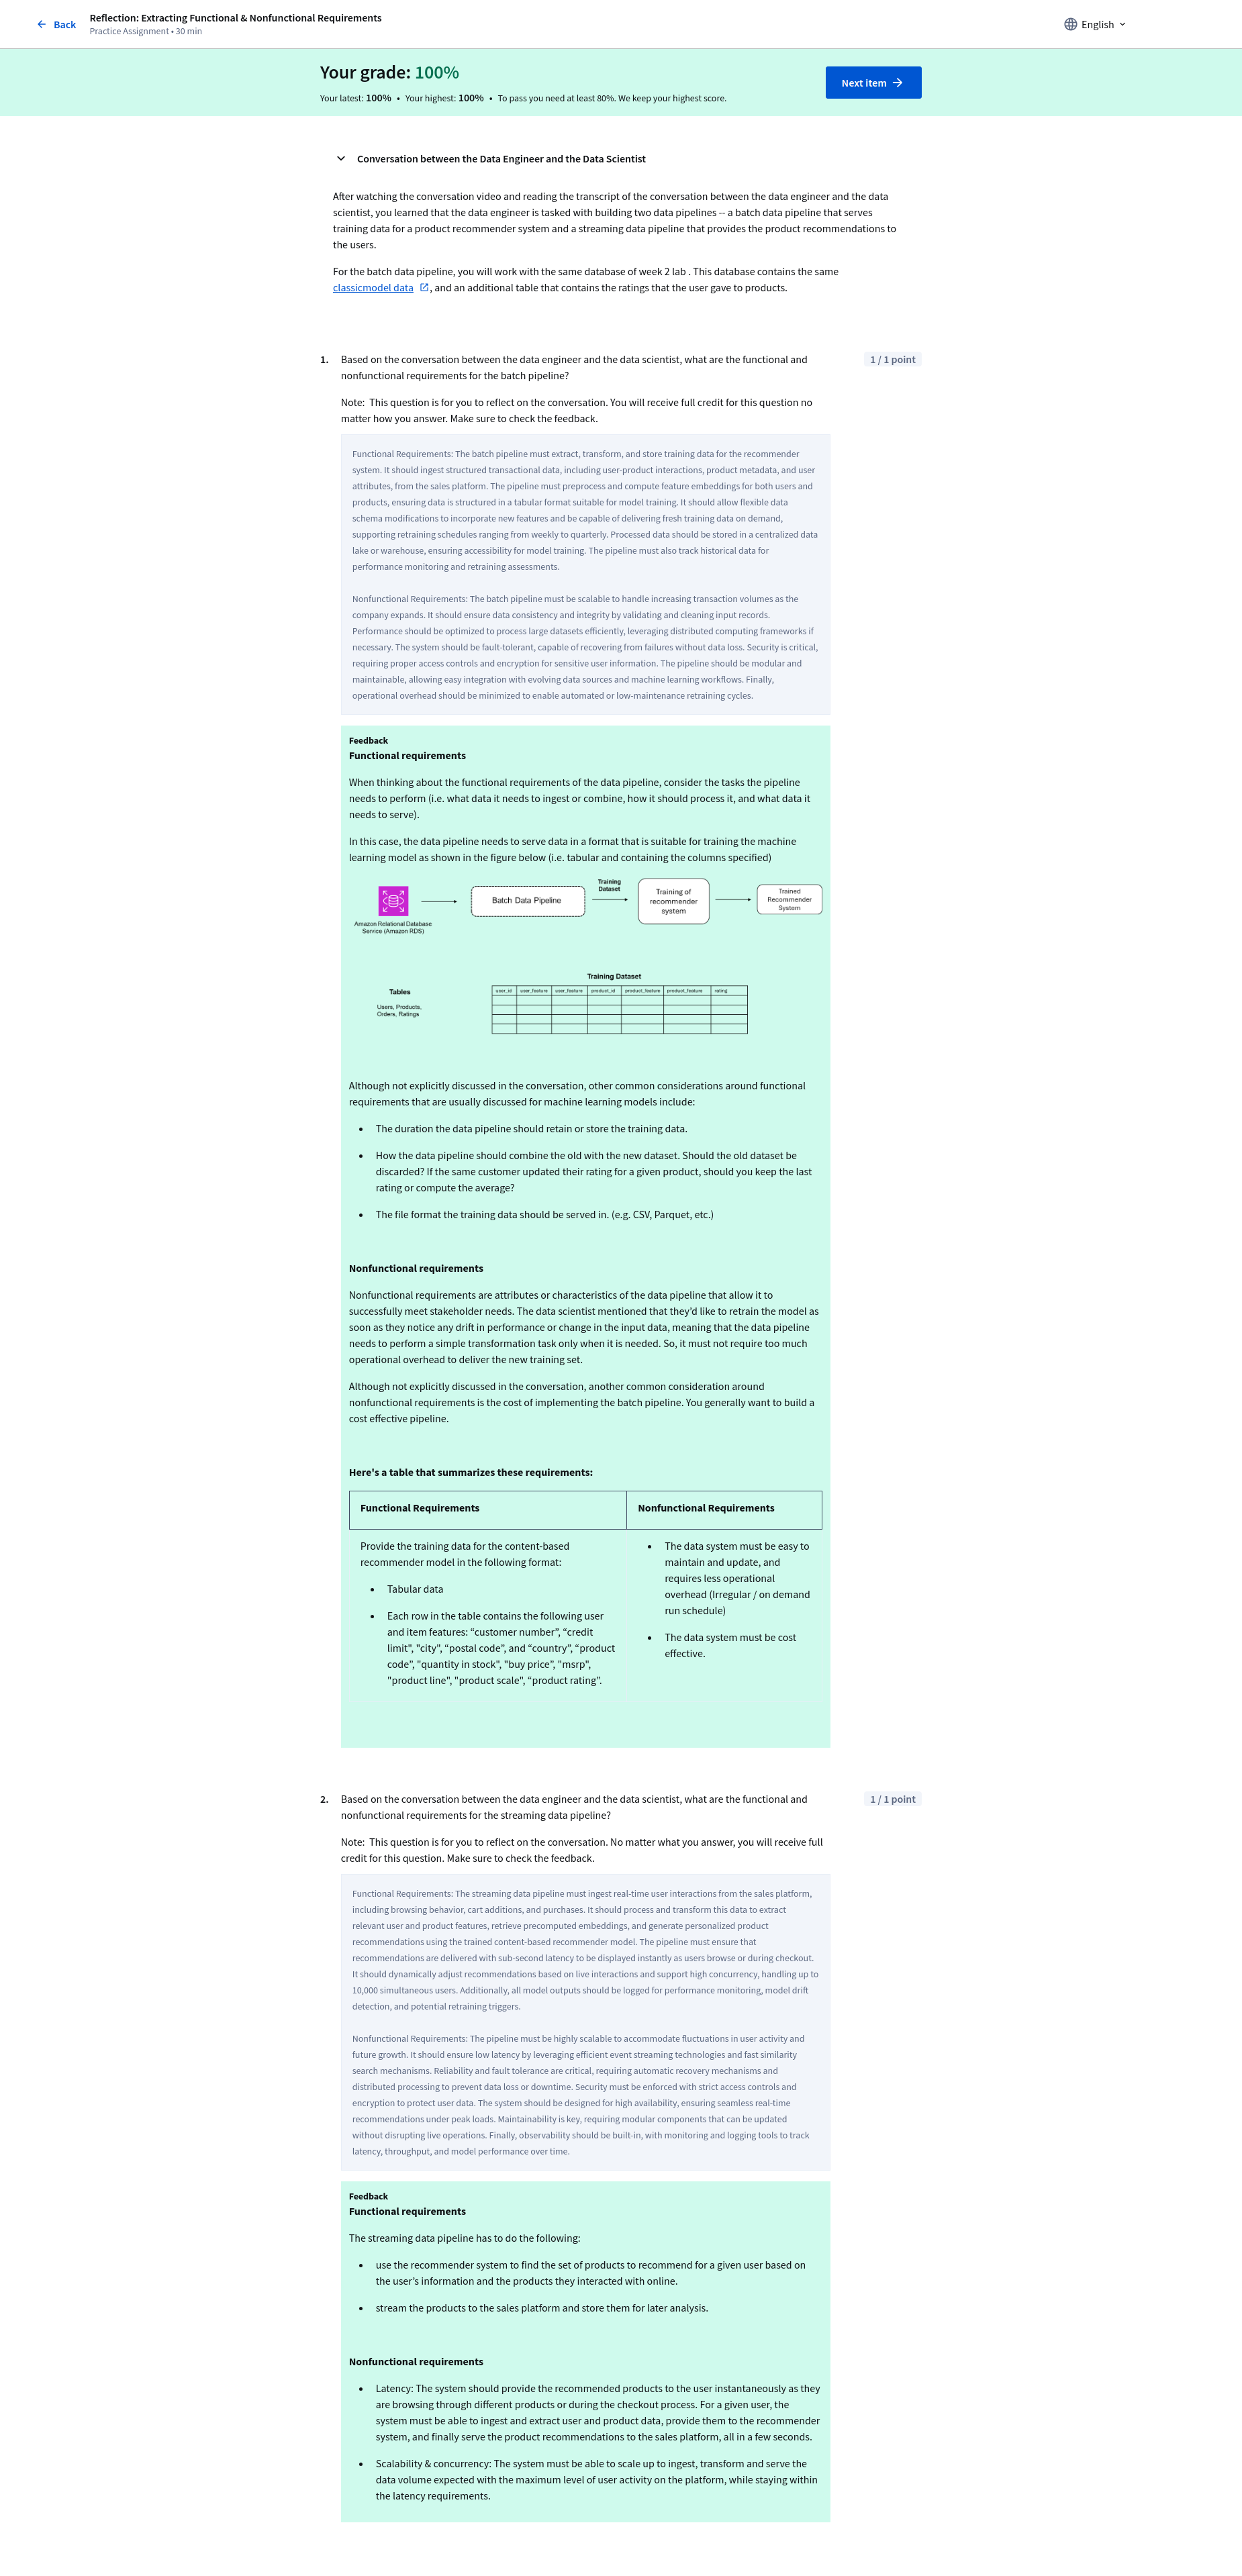 Back
Reflection: Extracting Functional & Nonfunctional Requirements
Practice Assignment • 30 min
English
Your grade: 100%
Your latest: 100% • Your highest: 100% • To pass you need at least 80%. We keep your highest score.
Next item
Conversation between the Data Engineer and the Data Scientist
After watching the conversation video and reading the transcript of the conversation between the data engineer and the data
scientist, you learned that the data engineer is tasked with building two data pipelines -- a batch data pipeline that serves
training data for a product recommender system and a streaming data pipeline that provides the product recommendations to
the users.
For the batch data pipeline, you will work with the same database of week 2 lab . This database contains the same
classicmodel data , and an additional table that contains the ratings that the user gave to products.
1. Based on the conversation between the data engineer and the data scientist, what are the functional and
nonfunctional requirements for the batch pipeline?
1 / 1 point
Note: This question is for you to reflect on the conversation. You will receive full credit for this question no
matter how you answer. Make sure to check the feedback.
Functional Requirements: The batch pipeline must extract, transform, and store training data for the recommender
system. It should ingest structured transactional data, including user-product interactions, product metadata, and user
attributes, from the sales platform. The pipeline must preprocess and compute feature embeddings for both users and
products, ensuring data is structured in a tabular format suitable for model training. It should allow flexible data
schema modifications to incorporate new features and be capable of delivering fresh training data on demand,
supporting retraining schedules ranging from weekly to quarterly. Processed data should be stored in a centralized data
lake or warehouse, ensuring accessibility for model training. The pipeline must also track historical data for
performance monitoring and retraining assessments.
Nonfunctional Requirements: The batch pipeline must be scalable to handle increasing transaction volumes as the
company expands. It should ensure data consistency and integrity by validating and cleaning input records.
Performance should be optimized to process large datasets efficiently, leveraging distributed computing frameworks if
necessary. The system should be fault-tolerant, capable of recovering from failures without data loss. Security is critical,
requiring proper access controls and encryption for sensitive user information. The pipeline should be modular and
maintainable, allowing easy integration with evolving data sources and machine learning workflows. Finally,
operational overhead should be minimized to enable automated or low-maintenance retraining cycles.
Feedback
Functional requirements
When thinking about the functional requirements of the data pipeline, consider the tasks the pipeline
needs to perform (i.e. what data it needs to ingest or combine, how it should process it, and what data it
needs to serve).
In this case, the data pipeline needs to serve data in a format that is suitable for training the machine
learning model as shown in the figure below (i.e. tabular and containing the columns specified)
Amazon Relational Database
Service (Amazon RDS)
Batch Data Pipeline
Training
Dataset
Training of
recommender
system
Trained
Recommender
System
Tables
Users, Products,
Orders, Ratings
Training Dataset
user_id user_feature user_feature product_id product_feature product_feature rating
Although not explicitly discussed in the conversation, other common considerations around functional
requirements that are usually discussed for machine learning models include:
• The duration the data pipeline should retain or store the training data.
• How the data pipeline should combine the old with the new dataset. Should the old dataset be
discarded? If the same customer updated their rating for a given product, should you keep the last
rating or compute the average?
• The file format the training data should be served in. (e.g. CSV, Parquet, etc.)
Nonfunctional requirements
Nonfunctional requirements are attributes or characteristics of the data pipeline that allow it to
successfully meet stakeholder needs. The data scientist mentioned that they'd like to retrain the model as
soon as they notice any drift in performance or change in the input data, meaning that the data pipeline
needs to perform a simple transformation task only when it is needed. So, it must not require too much
operational overhead to deliver the new training set.
Although not explicitly discussed in the conversation, another common consideration around
nonfunctional requirements is the cost of implementing the batch pipeline. You generally want to build a
cost effective pipeline.
Here's a table that summarizes these requirements:
Functional Requirements
Nonfunctional Requirements
Provide the training data for the content-based
recommender model in the following format:
• Tabular data
• Each row in the table contains the following user
and item features: “customer number”, “credit
limit", "city", “postal code”, and “country”, “product
code”, "quantity in stock", "buy price", "msrp",
"product line", "product scale", “product rating”.
• The data system must be easy to
maintain and update, and
requires less operational
overhead (Irregular / on demand
run schedule)
• The data system must be cost
effective.
2. Based on the conversation between the data engineer and the data scientist, what are the functional and
nonfunctional requirements for the streaming data pipeline?
1 / 1 point
Note: This question is for you to reflect on the conversation. No matter what you answer, you will receive full
credit for this question. Make sure to check the feedback.
Functional Requirements: The streaming data pipeline must ingest real-time user interactions from the sales platform,
including browsing behavior, cart additions, and purchases. It should process and transform this data to extract
relevant user and product features, retrieve precomputed embeddings, and generate personalized product
recommendations using the trained content-based recommender model. The pipeline must ensure that
recommendations are delivered with sub-second latency to be displayed instantly as users browse or during checkout.
It should dynamically adjust recommendations based on live interactions and support high concurrency, handling up to
10,000 simultaneous users. Additionally, all model outputs should be logged for performance monitoring, model drift
detection, and potential retraining triggers.
Nonfunctional Requirements: The pipeline must be highly scalable to accommodate fluctuations in user activity and
future growth. It should ensure low latency by leveraging efficient event streaming technologies and fast similarity
search mechanisms. Reliability and fault tolerance are critical, requiring automatic recovery mechanisms and
distributed processing to prevent data loss or downtime. Security must be enforced with strict access controls and
encryption to protect user data. The system should be designed for high availability, ensuring seamless real-time
recommendations under peak loads. Maintainability is key, requiring modular components that can be updated
without disrupting live operations. Finally, observability should be built-in, with monitoring and logging tools to track
latency, throughput, and model performance over time.
Feedback
Functional requirements
The streaming data pipeline has to do the following:
• use the recommender system to find the set of products to recommend for a given user based on
the user’s information and the products they interacted with online.
• stream the products to the sales platform and store them for later analysis.
Nonfunctional requirements
• Latency: The system should provide the recommended products to the user instantaneously as they
are browsing through different products or during the checkout process. For a given user, the
system must be able to ingest and extract user and product data, provide them to the recommender
system, and finally serve the product recommendations to the sales platform, all in a few seconds.
• Scalability & concurrency: The system must be able to scale up to ingest, transform and serve the
data volume expected with the maximum level of user activity on the platform, while staying within
the latency requirements.